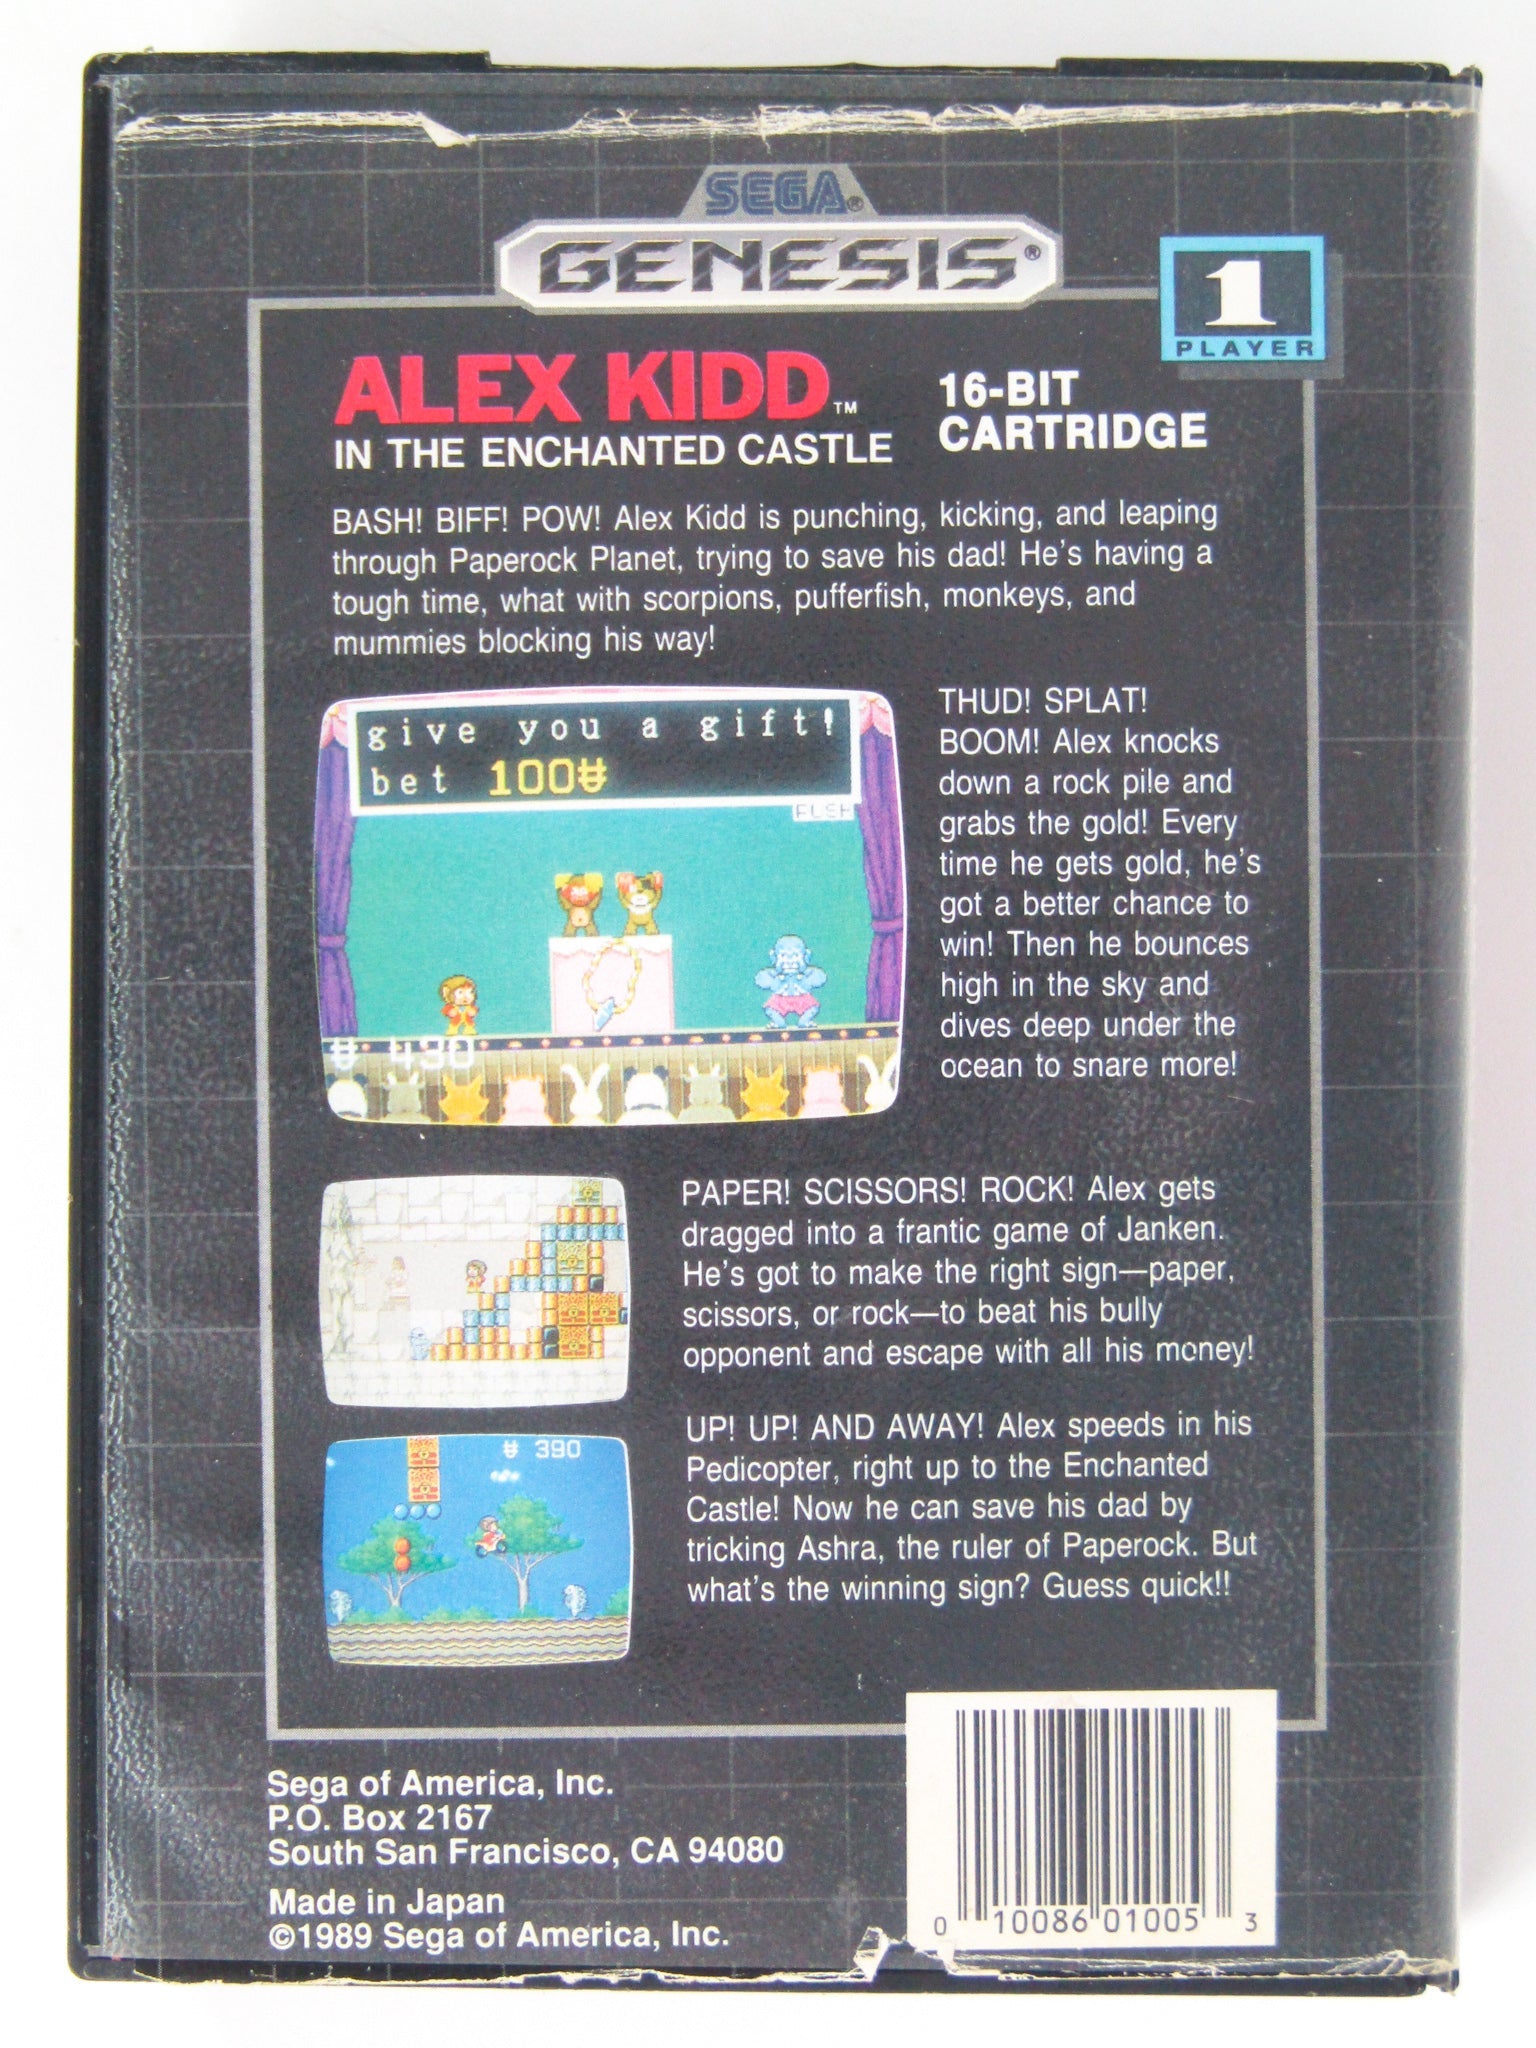 SEGA®
GENESIS®
1
PLAYER
ALEX KIDD™
IN THE ENCHANTED CASTLE
16-BIT
CARTRIDGE
BASH! BIFF! POW! Alex Kidd is punching, kicking, and leaping
through Paperock Planet, trying to save his dad! He's having a
tough time, what with scorpions, pufferfish, monkeys, and
mummies blocking his way!
give you a gift!
bet 100
430
THUD! SPLAT!
BOOM! Alex knocks
down a rock pile and
grabs the gold! Every
time he gets gold, he's
got a better chance to
win! Then he bounces
high in the sky and
dives deep under the
ocean to snare more!
PAPER! SCISSORS! ROCK! Alex gets
dragged into a frantic game of Janken.
He's got to make the right sign—paper,
scissors, or rock—to beat his bully
opponent and escape with all his money!
390
UP! UP! AND AWAY! Alex speeds in his
Pedicopter, right up to the Enchanted
Castle! Now he can save his dad by
tricking Ashra, the ruler of Paperock. But
what's the winning sign? Guess quick!!
Sega of America, Inc.
P.O. Box 2167
South San Francisco, CA 94080
Made in Japan
©1989 Sega of America, Inc.
0 10086 01005 3